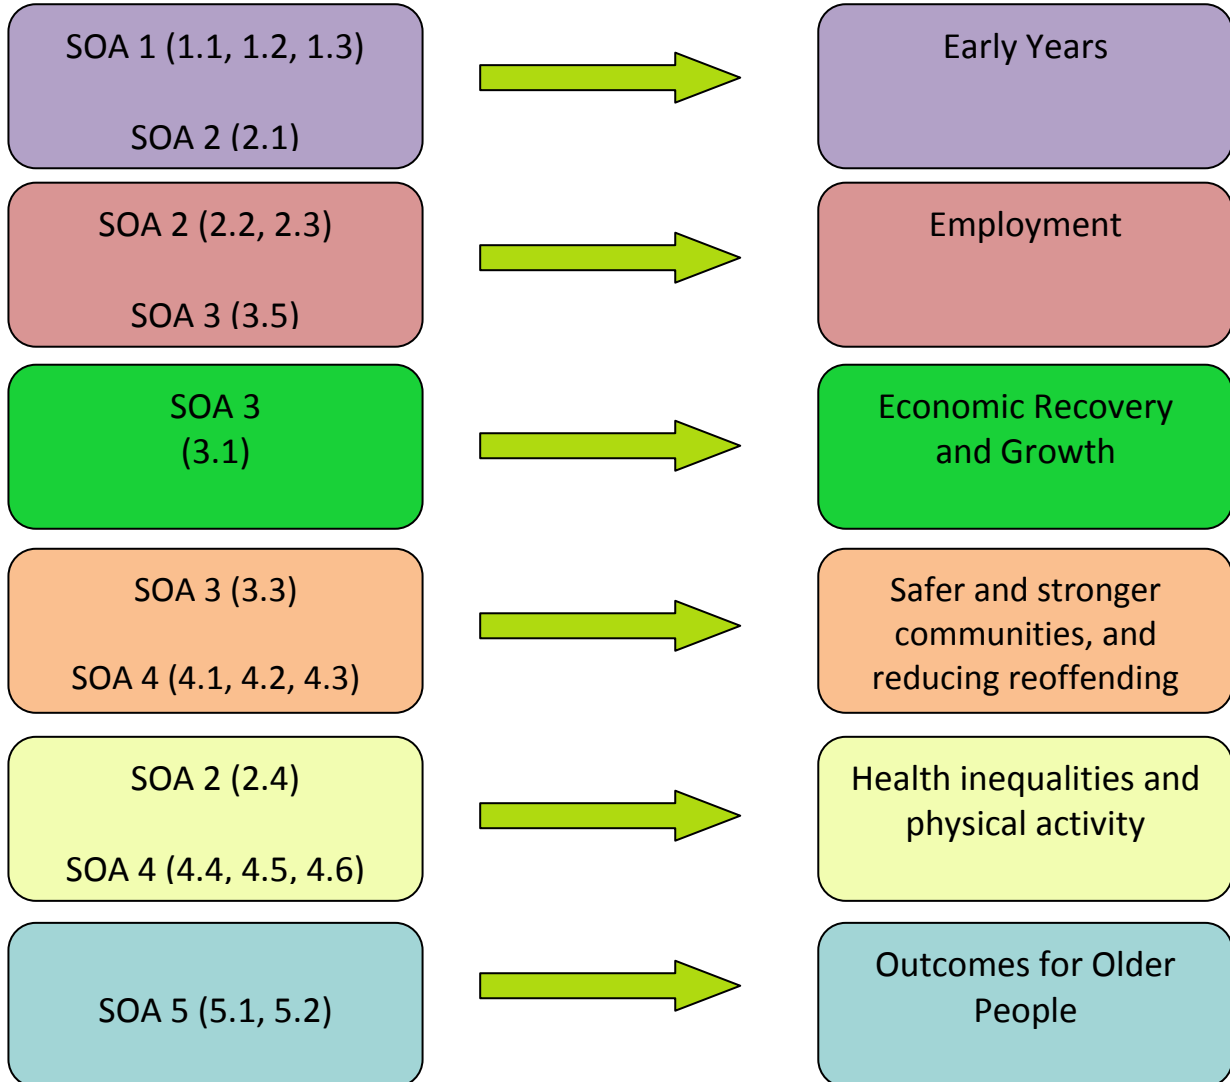 SOA 1 (1.1, 1.2, 1.3)
SOA 2 (2.1)
Early Years
SOA 2 (2.2, 2.3)
SOA 3 (3.5)
Employment
SOA 3
(3.1)
Economic Recovery
and Growth
SOA 3 (3.3)
SOA 4 (4.1, 4.2, 4.3)
Safer and stronger
communities, and
reducing reoffending
SOA 2 (2.4)
SOA 4 (4.4, 4.5, 4.6)
Health inequalities and
physical activity
SOA 5 (5.1, 5.2)
Outcomes for Older
People